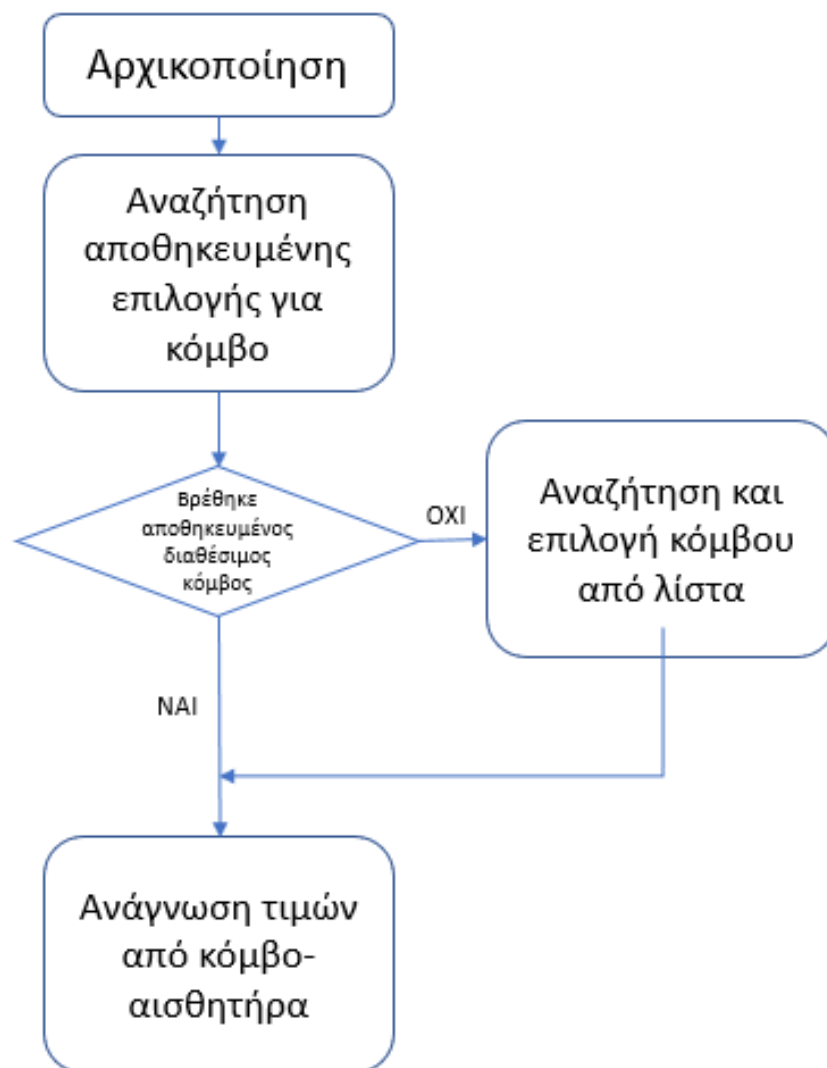 Αρχικοποίηση
Αναζήτηση
αποθηκευμένης
επιλογής για
κόμβο
Βρέθηκε
αποθηκευμένος
διαθέσιμος
κόμβος
ΟΧΙ
Αναζήτηση και
επιλογή κόμβου
από λίστα
ΝΑΙ
Ανάγνωση τιμών
από κόμβο-
αισθητήρα